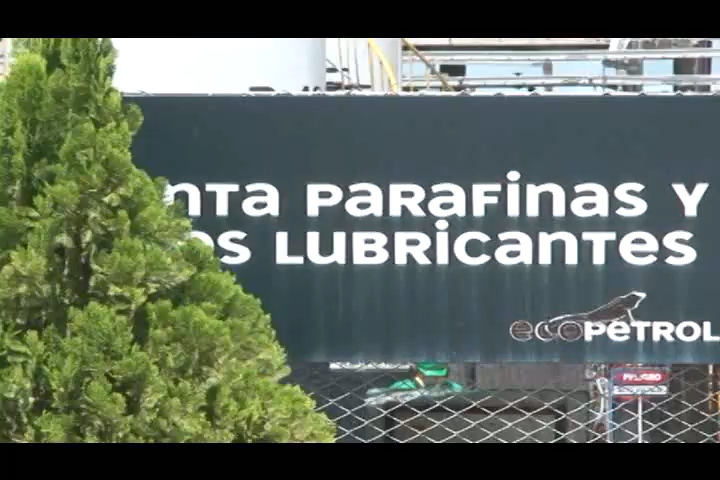 nTa parafinas y
os LUBricanTes
ecopeTROL
PELIGRO